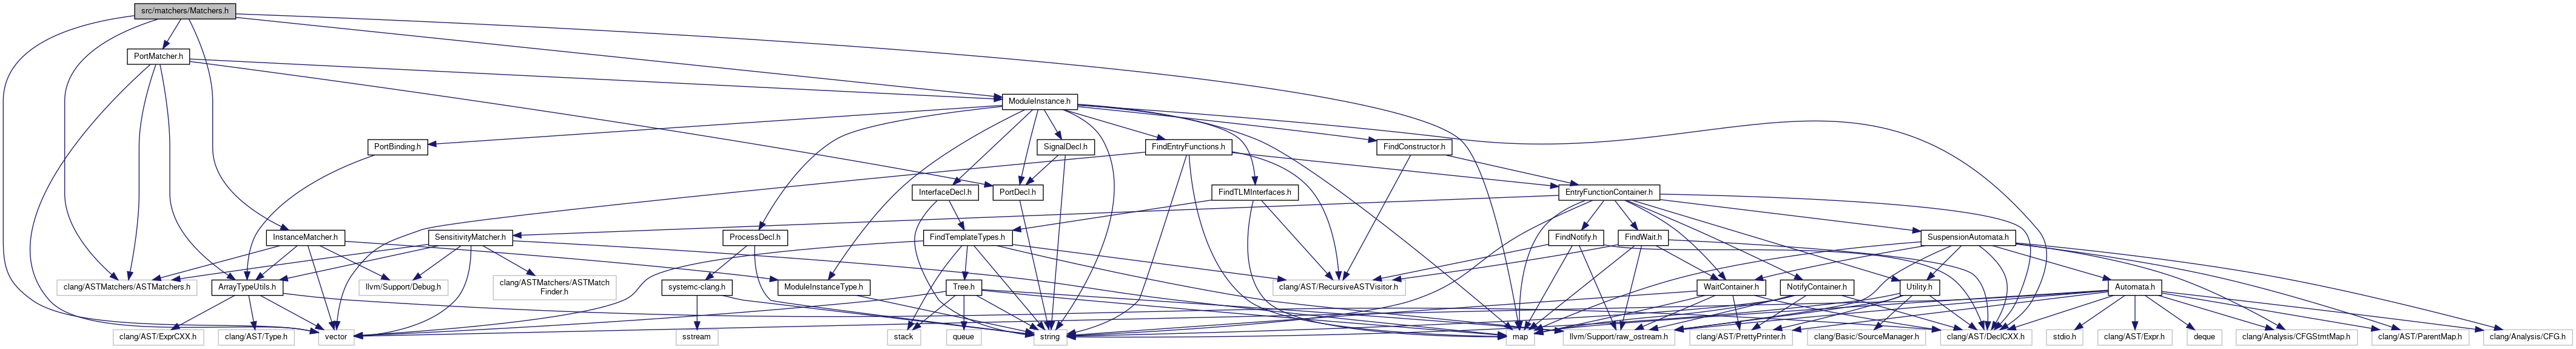 src/matchers/Matchers.h
PortMatcher.h
ModuleInstance.h
PortBinding.h
SignalDecl.h
FindEntryFunctions.h
FindConstructor.h
InterfaceDecl.h
PortDecl.h
FindTLMInterfaces.h
EntryFunctionContainer.h
InstanceMatcher.h
SensitivityMatcher.h
ProcessDecl.h
FindTemplateTypes.h
FindNotify.h
FindWait.h
SuspensionAutomata.h
clang/ASTMatchers/ASTMatchers.h
ArrayTypeUtils.h
llvm/Support/Debug.h
clang/ASTMatchers/ASTMatch
Finder.h
systemc-clang.h
ModuleInstanceType.h
Tree.h
clang/AST/RecursiveASTVisitor.h
WaitContainer.h
NotifyContainer.h
Utility.h
Automata.h
clang/AST/ExprCXX.h
clang/AST/Type.h
vector
sstream
stack
queue
string
map
llvm/Support/raw_ostream.h
clang/AST/PrettyPrinter.h
clang/Basic/SourceManager.h
clang/AST/DeclCXX.h
stdio.h
clang/AST/Expr.h
deque
clang/Analysis/CFGStmtMap.h
clang/AST/ParentMap.h
clang/Analysis/CFG.h